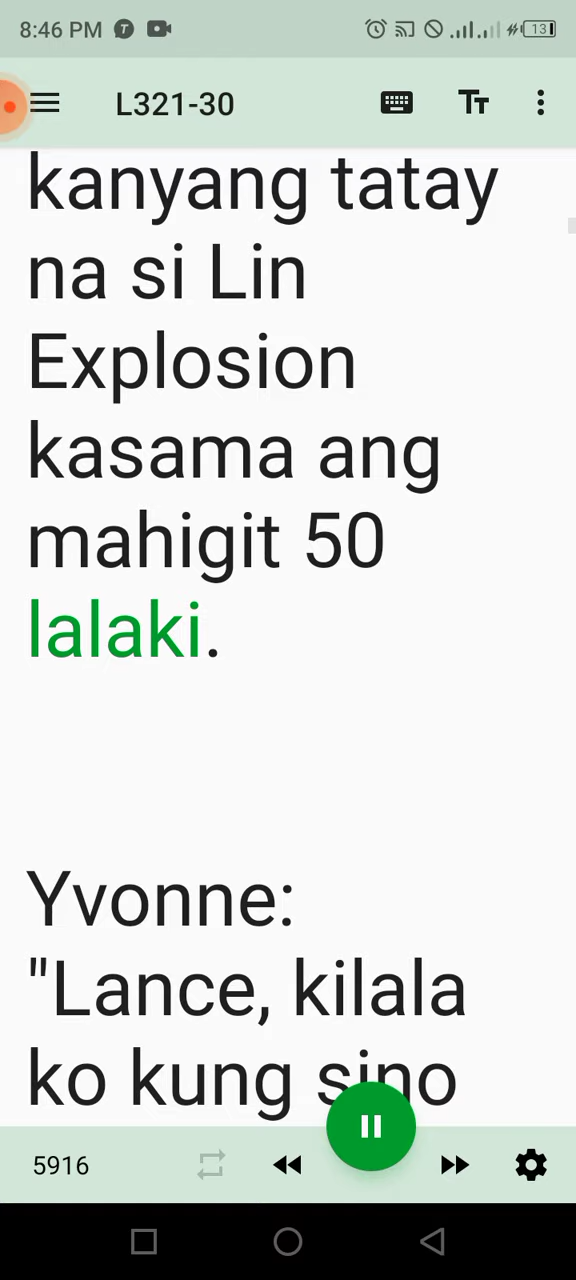 8:46 PM
13
L321-30
kanyang tatay
na si Lin
Explosion
kasama ang
mahigit 50
lalaki.
Yvonne:
"Lance, kilala
ko kung sino
5916